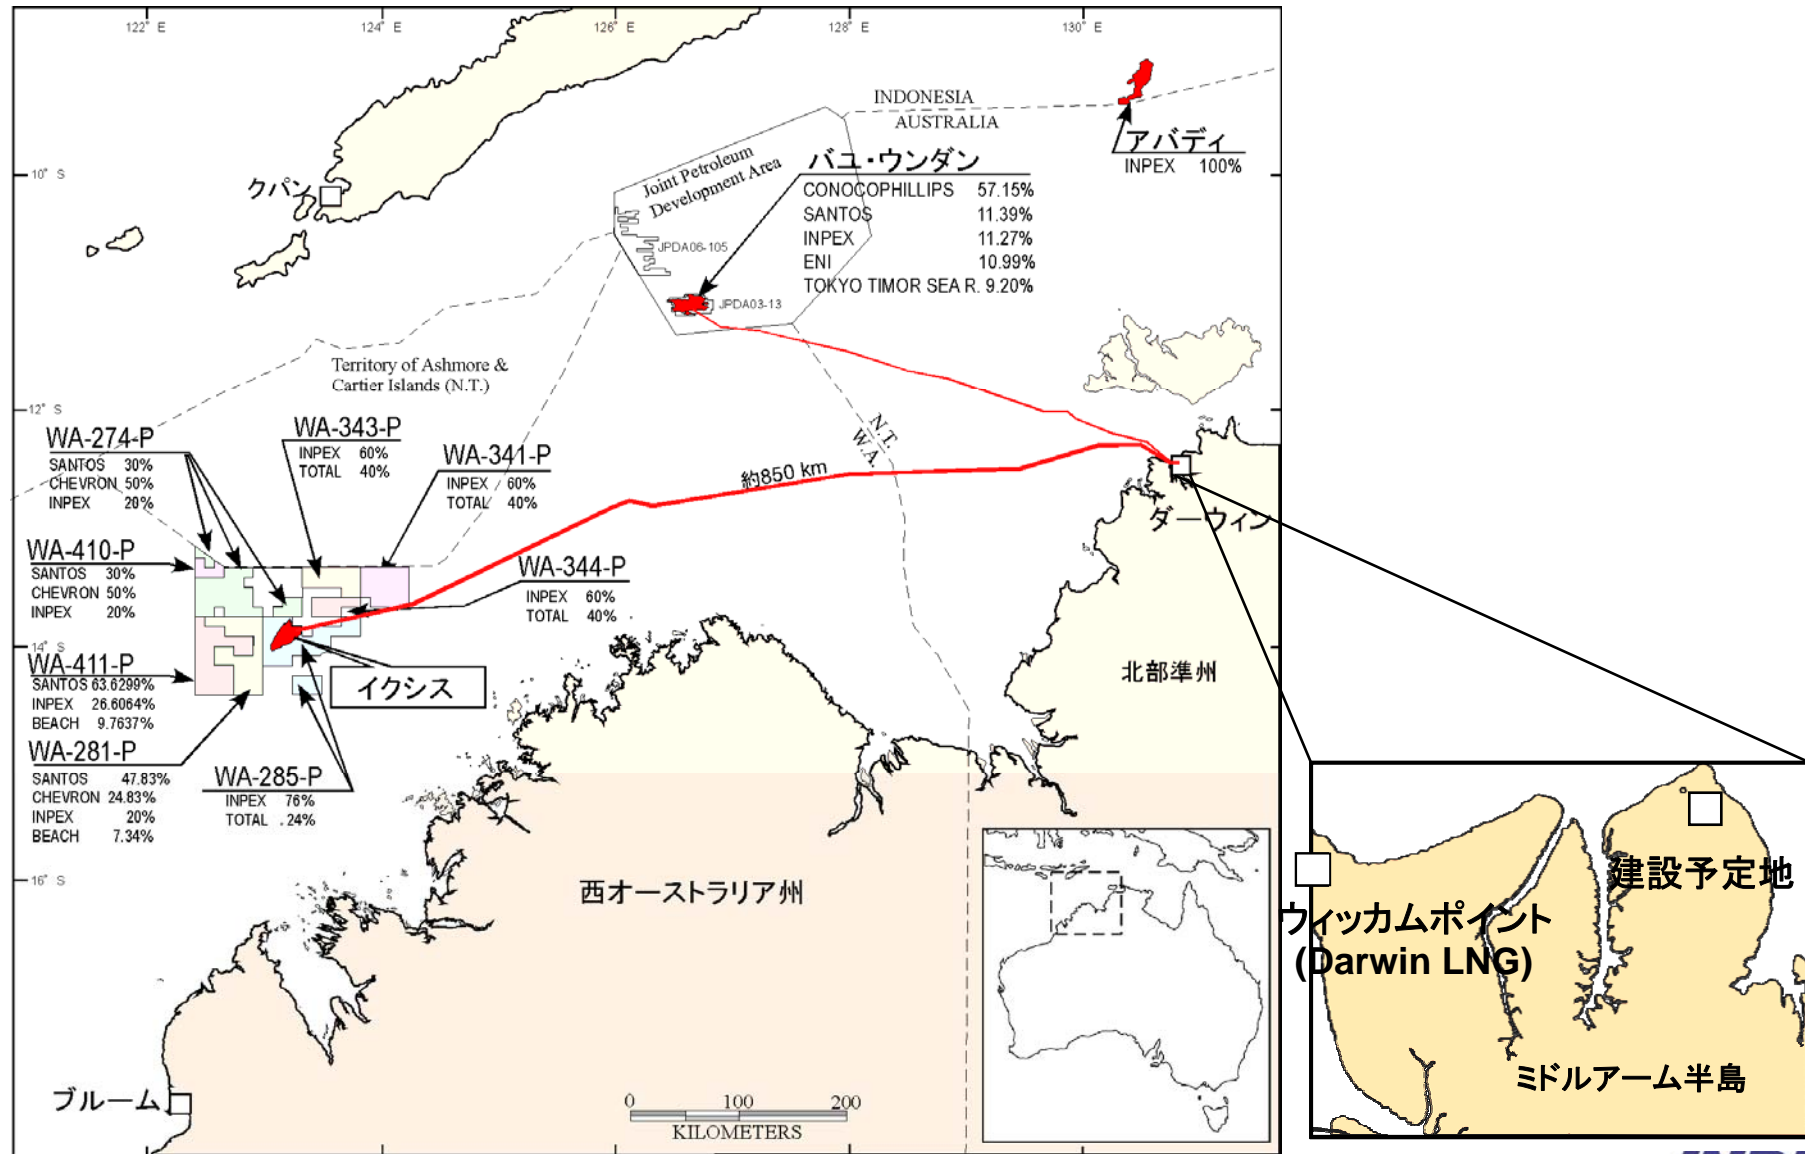 122° E
124° E
126° E
128° E
130° E
INDONESIA
AUSTRALIA
アバディ
INPEX 100%
10° S
クパン
Joint Petroleum
Development Area
バユ・ウンダン
CONOCOPHILLIPS 57.15%
SANTOS 11.39%
INPEX 11.27%
ENI 10.99%
TOKYO TIMOR SEA R. 9.20%
JPDA06-105
JPDA03-13
Territory of Ashmore &
Cartier Islands (N.T.)
12° S
WA-274-P
SANTOS 30%
CHEVRON 50%
INPEX 20%
WA-343-P
INPEX 60%
TOTAL 40%
WA-341-P
INPEX 60%
TOTAL 40%
N.T.
W.A.
約850 km
ダーウィン
WA-410-P
SANTOS 30%
CHEVRON 50%
INPEX 20%
WA-344-P
INPEX 60%
TOTAL 40%
14° S
WA-411-P
SANTOS 63.6299%
INPEX 26.6064%
BEACH 9.7637%
イクシス
北部準州
WA-281-P
SANTOS 47.83%
CHEVRON 24.83%
INPEX 20%
BEACH 7.34%
WA-285-P
INPEX 76%
TOTAL .24%
16° S
西オーストラリア州
建設予定地
ウィッカムポイント
(Darwin LNG)
ミドルアーム半島
ブルーム
0 100 200
KILOMETERS